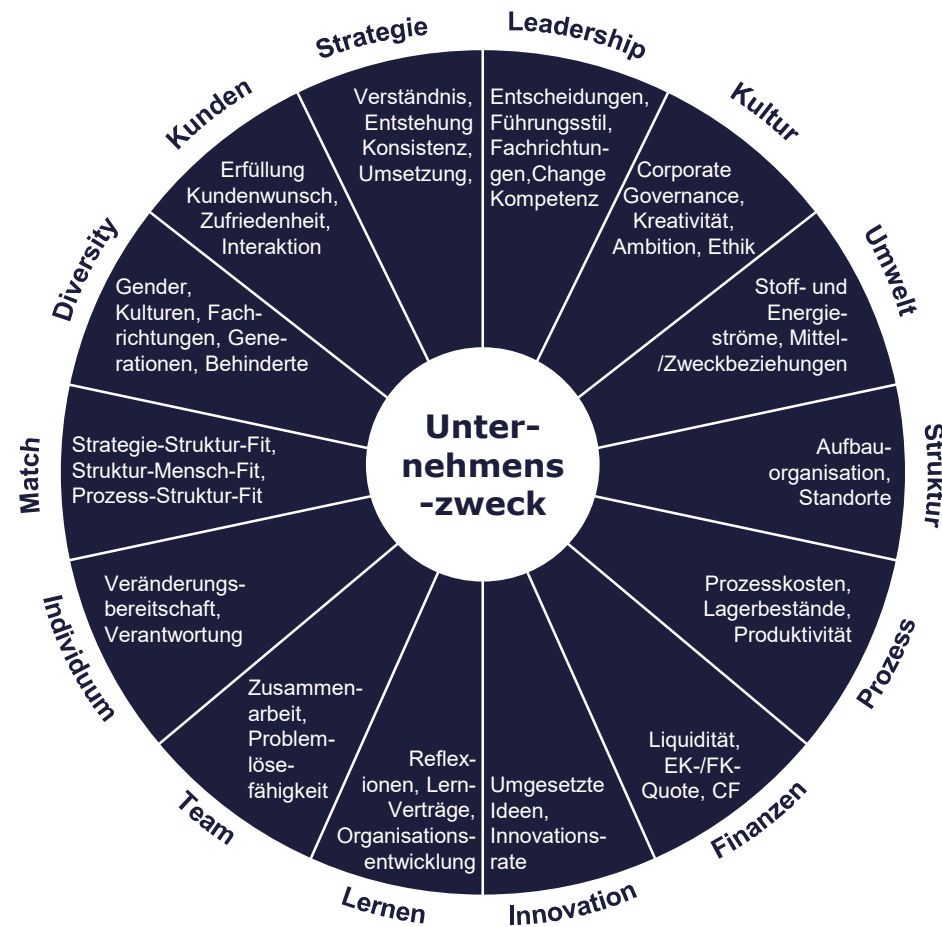 Strategie
Verständnis,
Entstehung
Konsistenz,
Umsetzung,
Leadership
Entscheidungen,
Führungsstil,
Fachrichtun-
gen,Change
Kompetenz
Kultur
Corporate
Governance,
Kreativität,
Ambition, Ethik
Umwelt
Stoff- und
Energie-
ströme, Mittel-
/Zweckbeziehungen
Struktur
Aufbau-
organisation,
Standorte
Prozess
Prozesskosten,
Lagerbestände,
Produktivität
Finanzen
Liquidität,
EK-/FK-
Quote, CF
Innovation
Umgesetzte
Ideen,
Innovations-
rate
Lernen
Reflex-
ionen, Lern-
Verträge,
Organisations-
entwicklung
Team
Zusammen-
arbeit,
Problem-
löse-
fähigkeit
Individuum
Veränderungs-
bereitschaft,
Verantwortung
Match
Strategie-Struktur-Fit,
Struktur-Mensch-Fit,
Prozess-Struktur-Fit
Diversity
Gender,
Kulturen, Fach-
richtungen, Gene-
rationen, Behinderte
Kunden
Erfüllung
Kundenwunsch,
Zufriedenheit,
Interaktion
Unter-
nehmens
-zweck